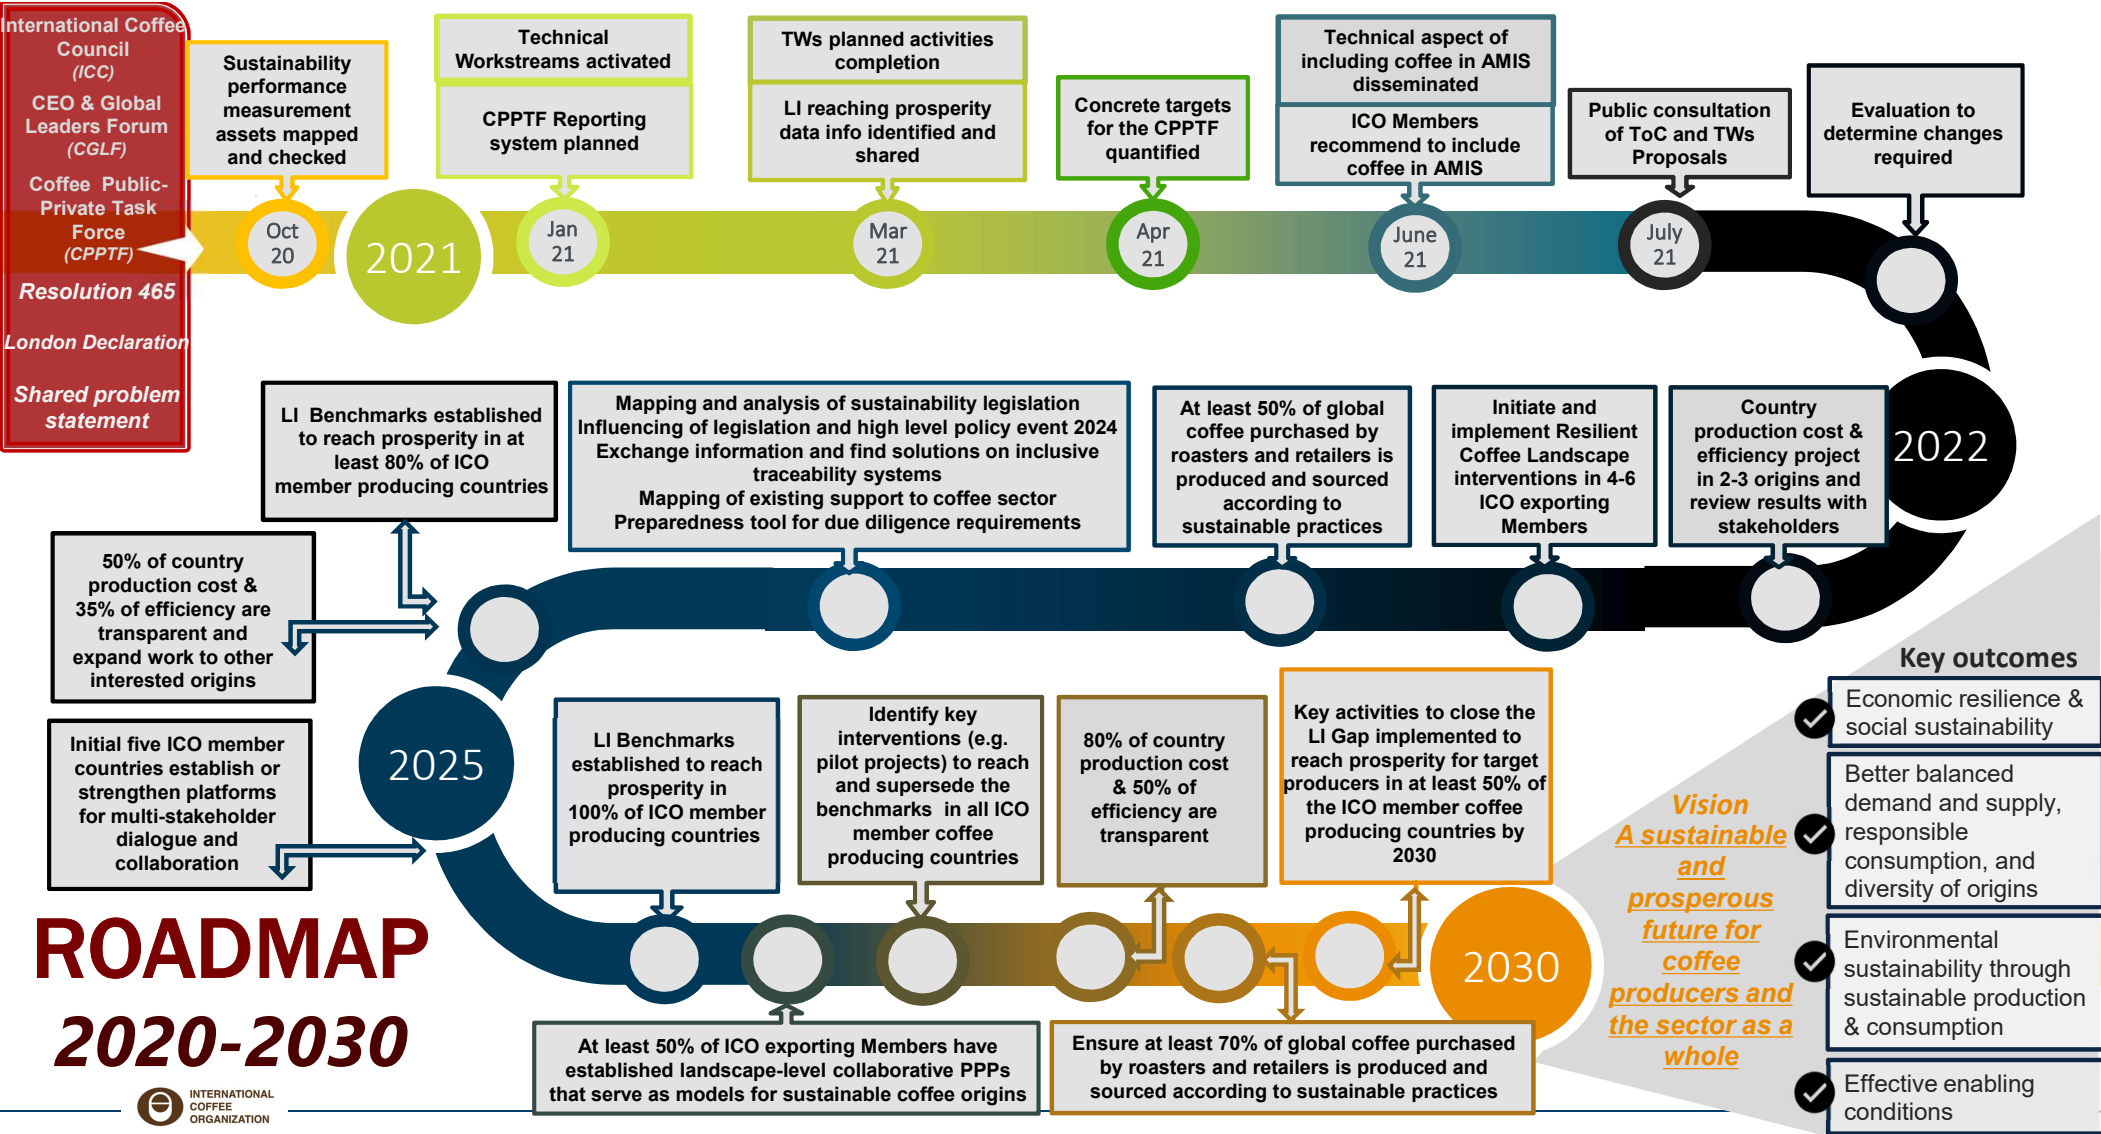 International Coffee
Council
(ICC)
CEO & Global
Leaders Forum
(CGLF)
Coffee Public-
Private Task
Force
(CPPTF)
Resolution 465
London Declaration
Shared problem
statement
Sustainability
performance
measurement
assets mapped
and checked
Oct
20
2021
Technical
Workstreams activated
CPPTF Reporting
system planned
Jan
21
TWs planned activities
completion
LI reaching prosperity
data info identified and
shared
Mar
21
Concrete targets
for the CPPTF
quantified
Apr
21
Technical aspect of
including coffee in AMIS
disseminated
ICO Members
recommend to include
coffee in AMIS
June
21
Public consultation
of ToC and TWs
Proposals
July
21
Evaluation to
determine changes
required
2022
Country
production cost &
efficiency project
in 2-3 origins and
review results with
stakeholders
Initiate and
implement Resilient
Coffee Landscape
interventions in 4-6
ICO exporting
Members
At least 50% of global
coffee purchased by
roasters and retailers is
produced and sourced
according to
sustainable practices
Mapping and analysis of sustainability legislation
Influencing of legislation and high level policy event 2024
Exchange information and find solutions on inclusive
traceability systems
Mapping of existing support to coffee sector
Preparedness tool for due diligence requirements
LI Benchmarks established
to reach prosperity in at
least 80% of ICO
member producing countries
50% of country
production cost &
35% of efficiency are
transparent and
expand work to other
interested origins
2025
Initial five ICO member
countries establish or
strengthen platforms
for multi-stakeholder
dialogue and
collaboration
LI Benchmarks
established to reach
prosperity in
100% of ICO member
producing countries
At least 50% of ICO exporting Members have
established landscape-level collaborative PPPs
that serve as models for sustainable coffee origins
Identify key
interventions (e.g.
pilot projects) to reach
and supersede the
benchmarks in all ICO
member coffee
producing countries
80% of country
production cost
& 50% of
efficiency are
transparent
Ensure at least 70% of global coffee purchased
by roasters and retailers is produced and
sourced according to sustainable practices
Key activities to close the
LI Gap implemented to
reach prosperity for target
producers in at least 50% of
the ICO member coffee
producing countries by
2030
2030
Vision
A sustainable
and
prosperous
future for
coffee
producers and
the sector as a
whole
Key outcomes
Economic resilience &
social sustainability
Better balanced
demand and supply,
responsible
consumption, and
diversity of origins
Environmental
sustainability through
sustainable production
& consumption
Effective enabling
conditions
ROADMAP
2020-2030
INTERNATIONAL
COFFEE
ORGANIZATION